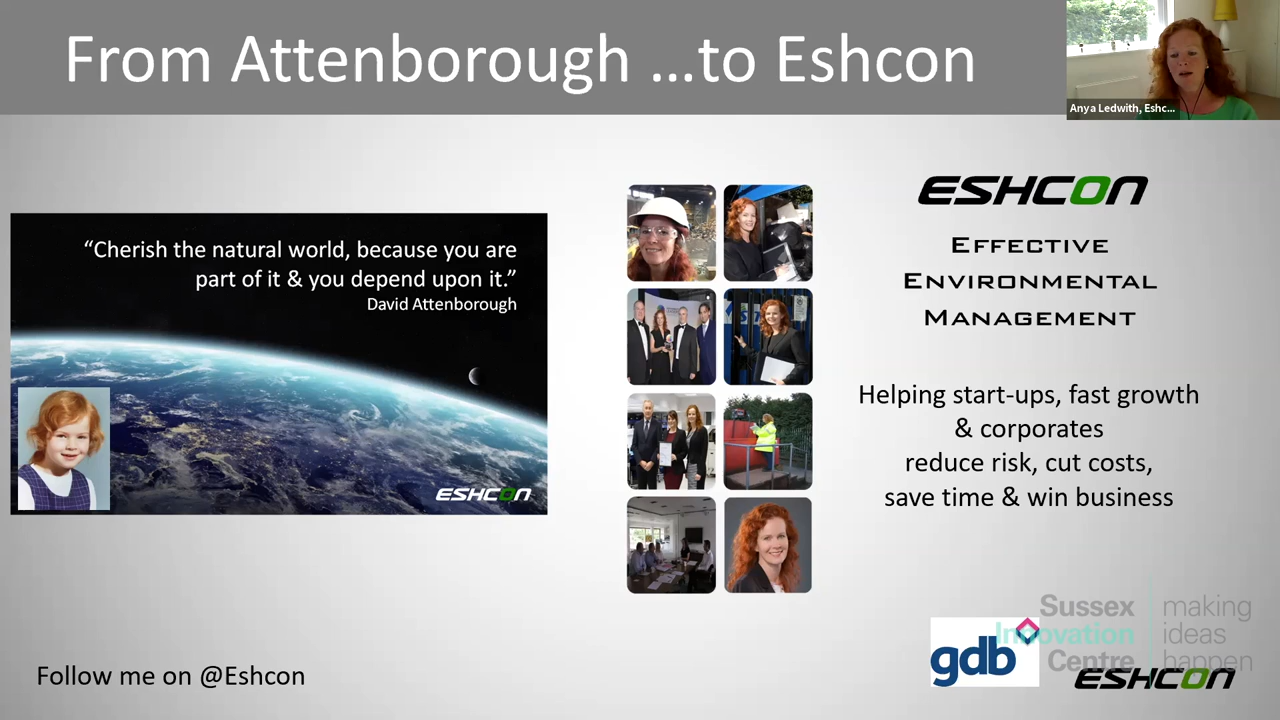 From Attenborough ...to Eshcon
Anya Ledwith, Eshc...
“Cherish the natural world, because you are
part of it & you depend upon it.”
David Attenborough
ESHCON
ESHCON
EFFECTIVE
ENVIRONMENTAL
MANAGEMENT
Helping start-ups, fast growth
& corporates
reduce risk, cut costs,
save time & win business
Follow me on @Eshcon
gdb
Sussex
Innovation
Centre
making
ideas
happen
ESHCON